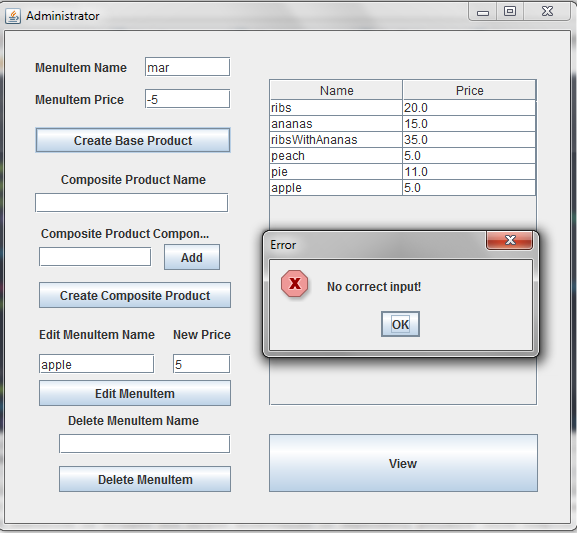 Administrator
MenuItem Name mar
MenuItem Price -5
Create Base Product
Composite Product Name
Composite Product Compon...
Add
Create Composite Product
Edit MenuItem Name New Price
apple 5
Edit MenuItem
Delete MenuItem Name
Delete MenuItem
Name Price
ribs 20.0
ananas 15.0
ribsWithAnanas 35.0
peach 5.0
pie 11.0
apple 5.0
Error
X
No correct input!
OK
View